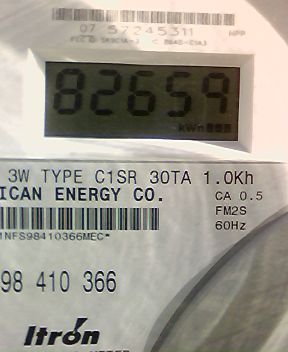 07 57245311
82659
3W TYPE C1SR 30TA 1.0Kh
ICAN ENERGY CO.
CA 0.5
FM2S
60Hz
1NFS98410366MEC*
98 410 366
Itron